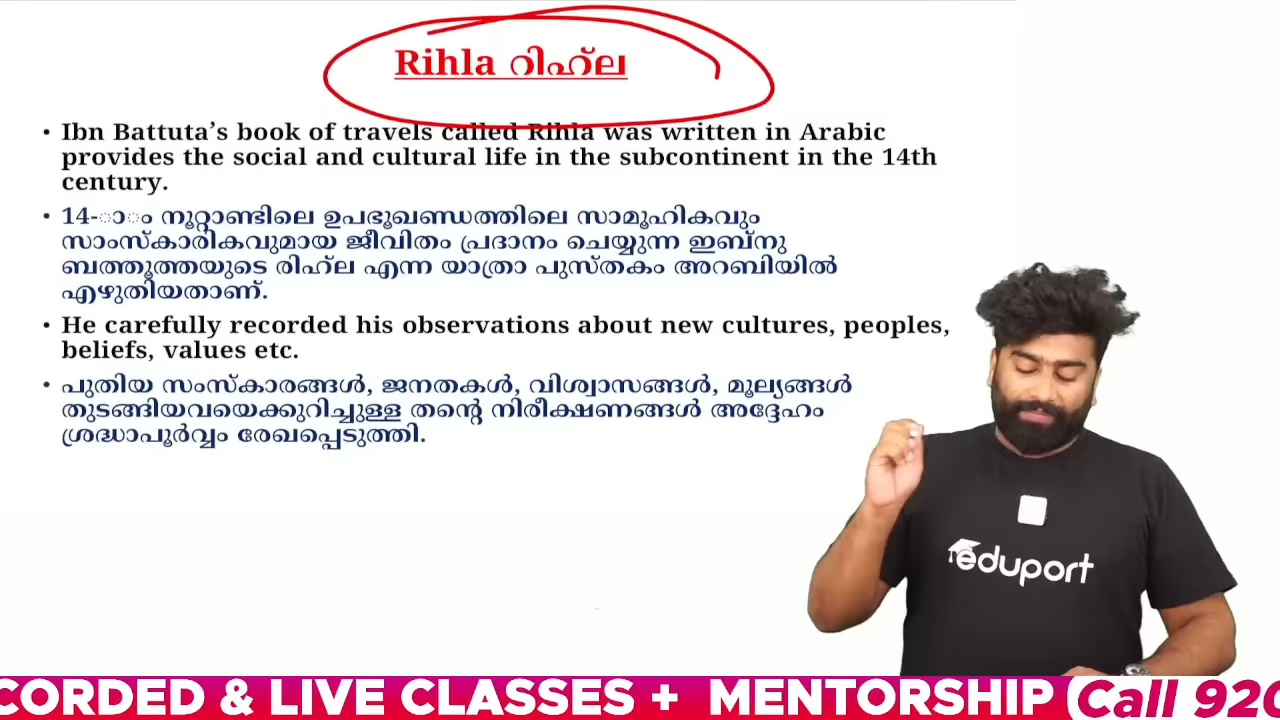 Rihla റിഹ്‌ല
• Ibn Battuta’s book of travels called Rihla was written in Arabic
provides the social and cultural life in the subcontinent in the 14th
century.
• 14-ാം നൂറ്റാണ്ടിലെ ഉപഭൂഖണ്ഡത്തിലെ സാമൂഹികവും
സാംസ്കാരികവുമായ ജീവിതം പ്രദാനം ചെയ്യുന്ന ഇബ്നു
ബത്തൂത്തയുടെ രിഹ്‌ല എന്ന യാത്രാ പുസ്തകം അറബിയിൽ
എഴുതിയതാണ്.
• He carefully recorded his observations about new cultures, peoples,
beliefs, values etc.
• പുതിയ സംസ്കാരങ്ങൾ, ജനതകൾ, വിശ്വാസങ്ങൾ, മൂല്യങ്ങൾ
തുടങ്ങിയവയെക്കുറിച്ചുള്ള തന്റെ നിരീക്ഷണങ്ങൾ അദ്ദേഹം
ശ്രദ്ധാപൂർവ്വം രേഖപ്പെടുത്തി.
eduport
CORDED & LIVE CLASSES + MENTORSHIP (Call 920